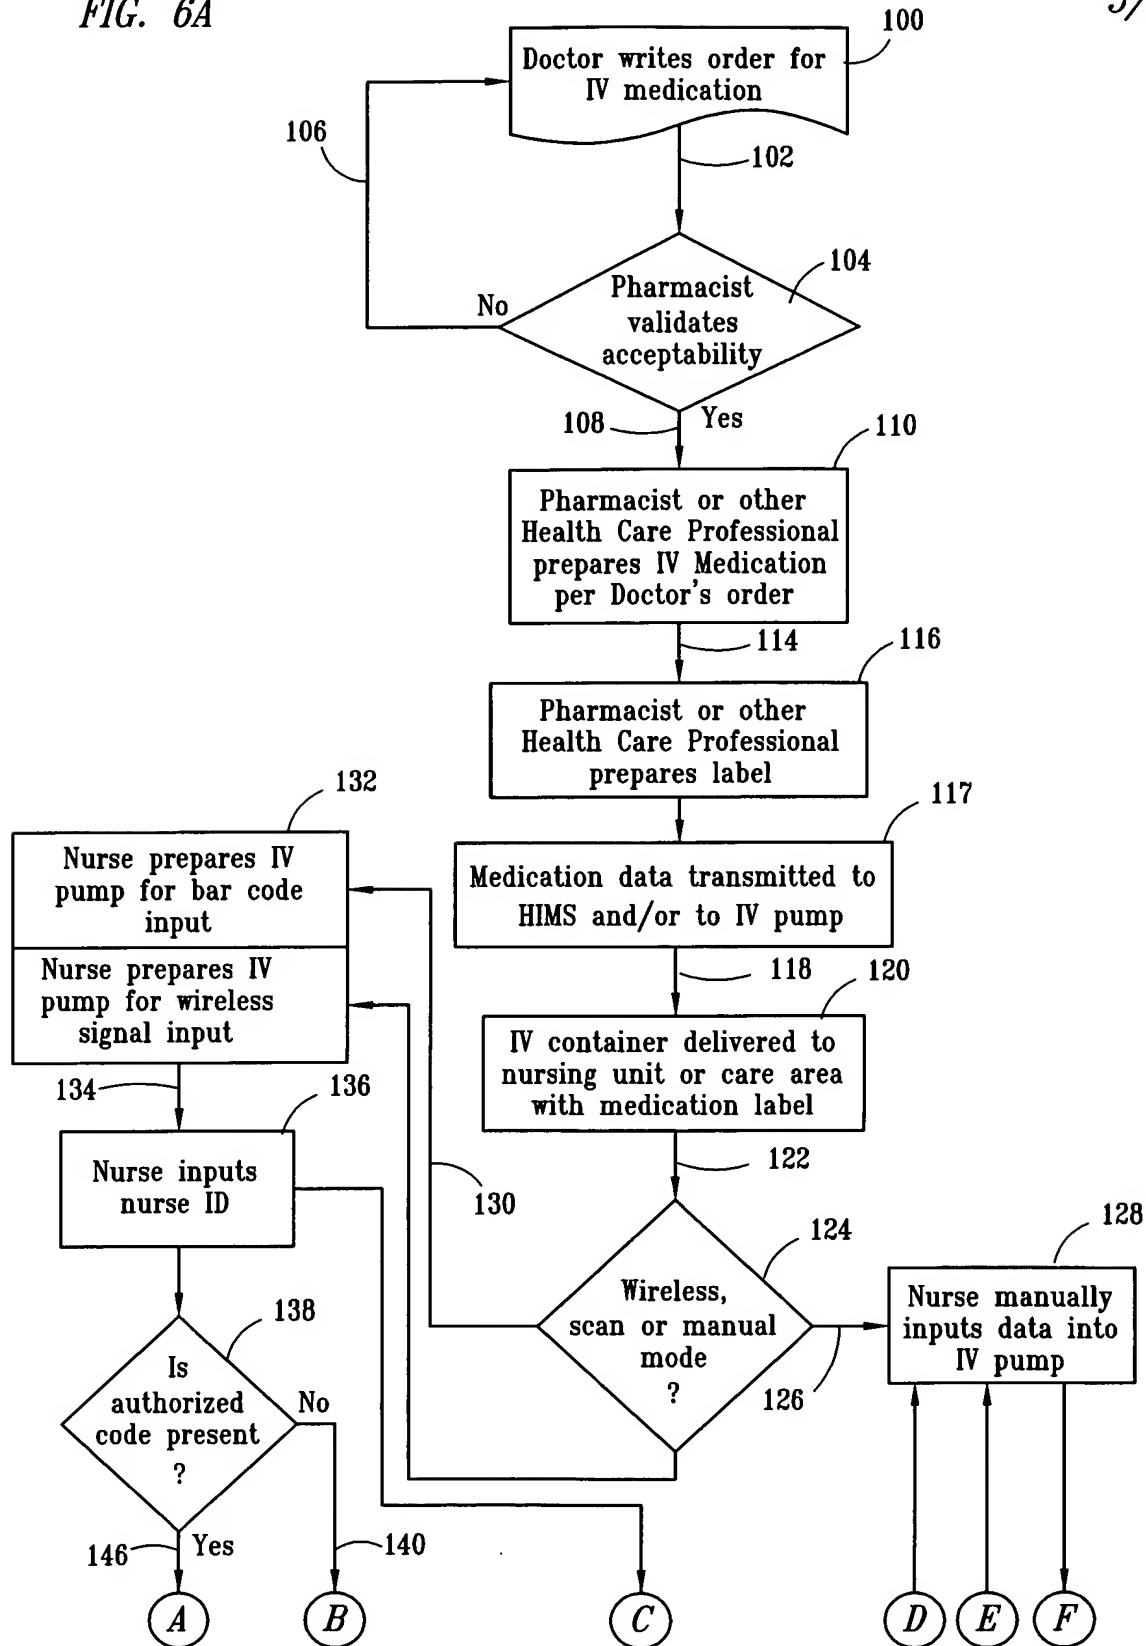 FIG. 6A
100
Doctor writes order for
IV medication
106
102
104
Pharmacist
validates
acceptability
No
108
Yes
110
Pharmacist or other
Health Care Professional
prepares IV Medication
per Doctor's order
114
116
Pharmacist or other
Health Care Professional
prepares label
132
117
Nurse prepares IV
pump for bar code
input
Medication data transmitted to
HIMS and/or to IV pump
Nurse prepares IV
pump for wireless
signal input
118
120
IV container delivered to
nursing unit or care area
with medication label
134
136
122
Nurse inputs
nurse ID
130
124
128
Wireless,
scan or manual
mode
?
126
Nurse manually
inputs data into
IV pump
138
Is
authorized
code present
?
No
146
Yes
140
A
B
C
D
E
F